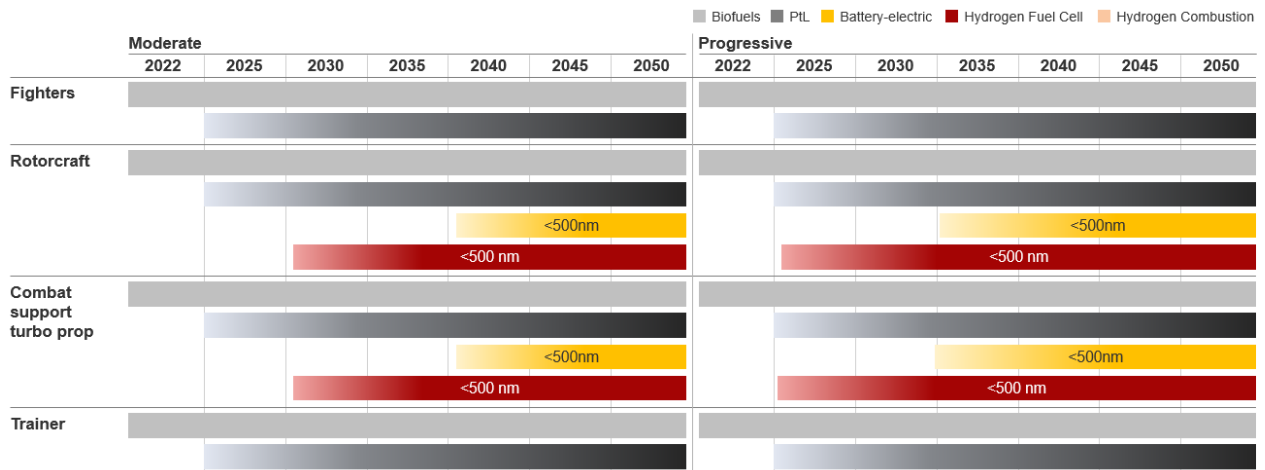 Biofuels PtL Battery-electric Hydrogen Fuel Cell Hydrogen Combustion
Moderate Progressive
2022 2025 2030 2035 2040 2045 2050 2022 2025 2030 2035 2040 2045 2050
Fighters
Rotorcraft
<500nm <500nm
<500 nm <500 nm
Combat
support
turbo prop
<500nm <500nm
<500 nm <500 nm
Trainer